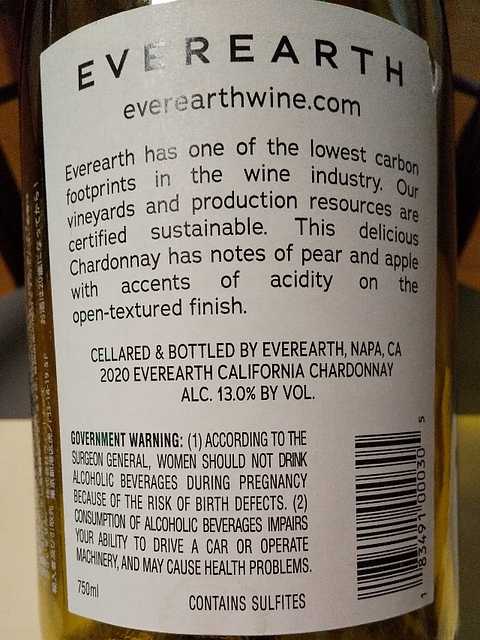 EVEREARTH
everearthwine.com
Everearth has one of the lowest carbon
footprints in the wine industry. Our
vineyards and production resources are
certified sustainable. This delicious
Chardonnay has notes of pear and apple
with accents of acidity on the
open-textured finish.
CELLARED & BOTTLED BY EVEREARTH, NAPA, CA
2020 EVEREARTH CALIFORNIA CHARDONNAY
ALC. 13.0% BY VOL.
GOVERNMENT WARNING: (1) ACCORDING TO THE
SURGEON GENERAL, WOMEN SHOULD NOT DRINK
ALCOHOLIC BEVERAGES DURING PREGNANCY
BECAUSE OF THE RISK OF BIRTH DEFECTS. (2)
CONSUMPTION OF ALCOHOLIC BEVERAGES IMPAIRS
YOUR ABILITY TO DRIVE A CAR OR OPERATE
MACHINERY, AND MAY CAUSE HEALTH PROBLEMS.
750ml
CONTAINS SULFITES
1 83491 00030 5